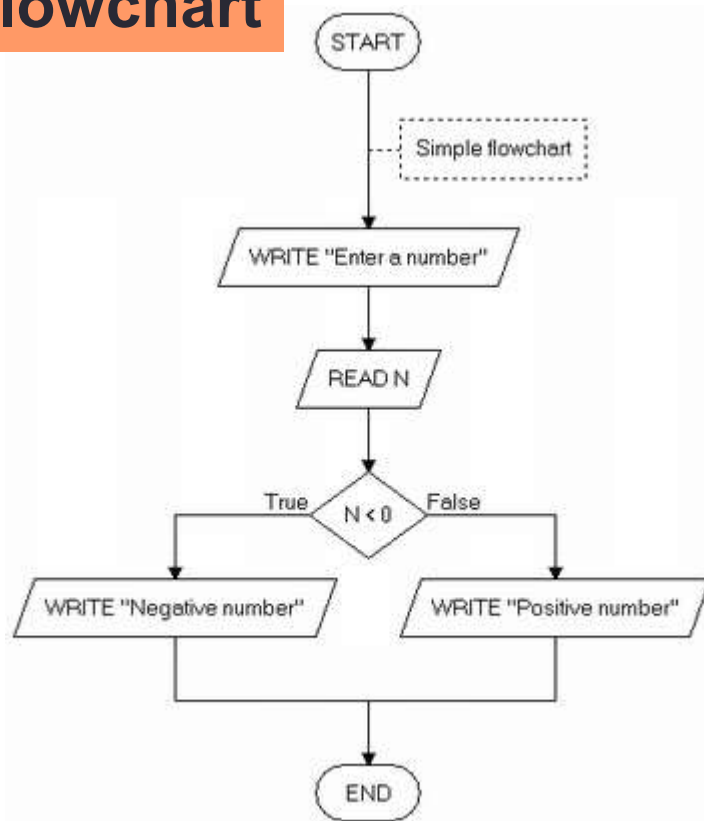 lowchart
START
Simple flowchart
WRITE "Enter a number"
READ N
True
N < 0
False
WRITE "Negative number"
WRITE "Positive number"
END